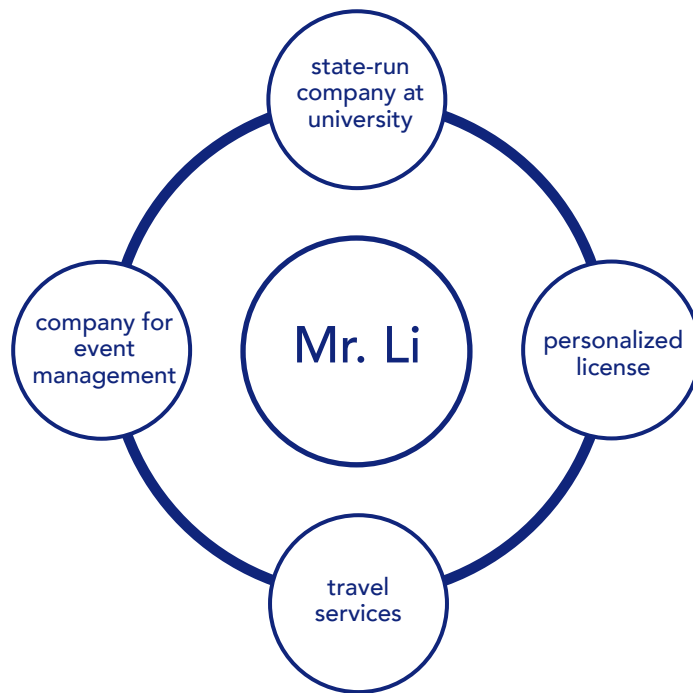 state-run
company at
university
company for
event
management
Mr. Li
personalized
license
travel
services